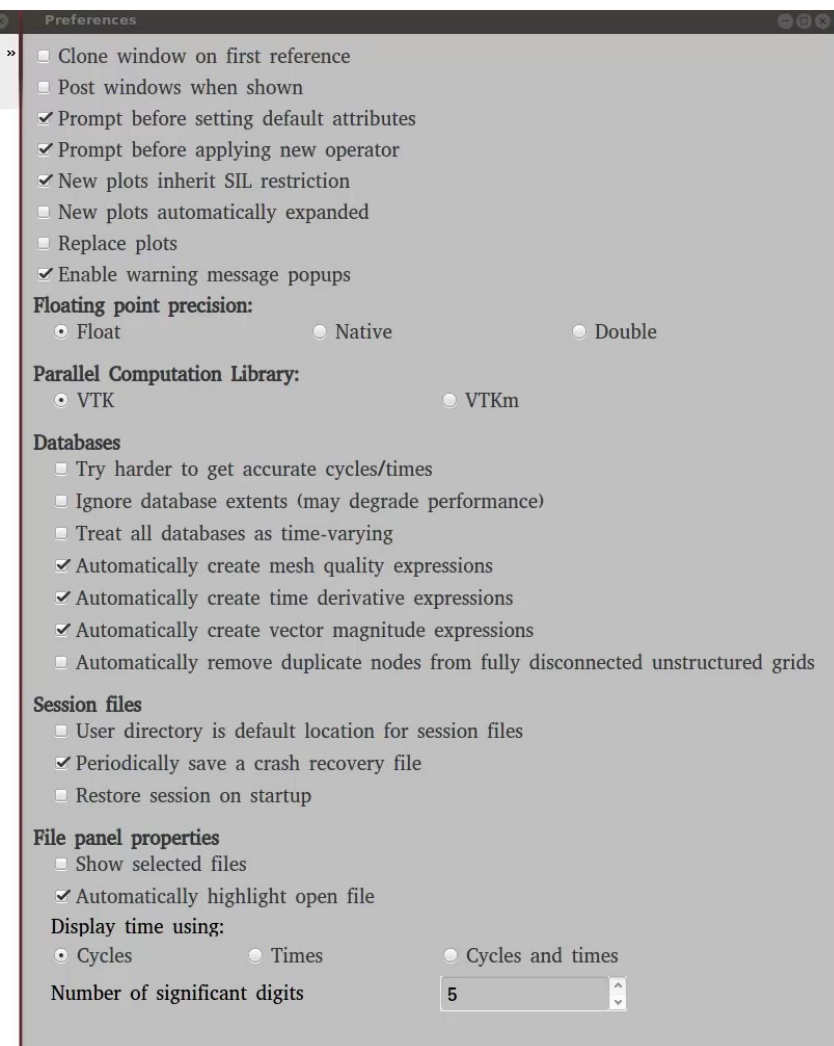 Preferences
»
Clone window on first reference
Post windows when shown
Prompt before setting default attributes
Prompt before applying new operator
New plots inherit SIL restriction
New plots automatically expanded
Replace plots
Enable warning message popups
Floating point precision:
Float Native Double
Parallel Computation Library:
VTK VTKm
Databases
Try harder to get accurate cycles/times
Ignore database extents (may degrade performance)
Treat all databases as time-varying
Automatically create mesh quality expressions
Automatically create time derivative expressions
Automatically create vector magnitude expressions
Automatically remove duplicate nodes from fully disconnected unstructured grids
Session files
User directory is default location for session files
Periodically save a crash recovery file
Restore session on startup
File panel properties
Show selected files
Automatically highlight open file
Display time using:
Cycles Times Cycles and times
Number of significant digits 5